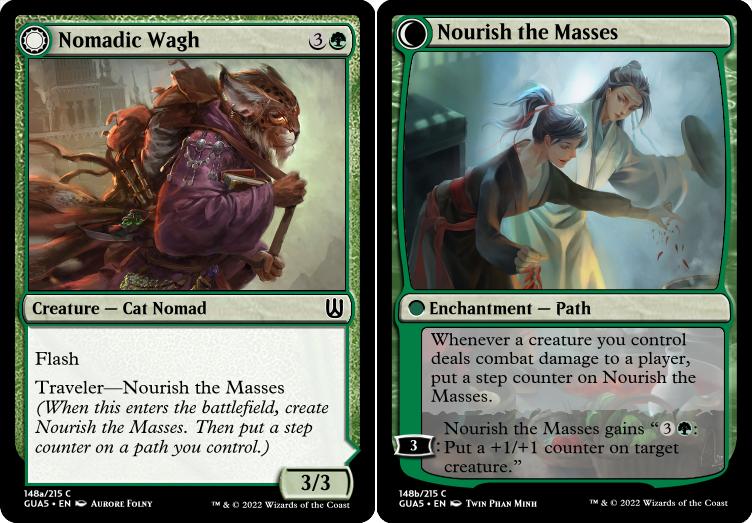 Nomadic Wagh
3
Creature — Cat Nomad
Flash
Traveler—Nourish the Masses
(When this enters the battlefield, create
Nourish the Masses. Then put a step
counter on a path you control.)
3/3
148a/215 C
GUA5 • EN Aurore Folny
™ & © 2022 Wizards of the Coast
Nourish the Masses
Enchantment — Path
Whenever a creature you control
deals combat damage to a player,
put a step counter on Nourish the
Masses.
Nourish the Masses gains “3 :
3 : Put a +1/+1 counter on target
creature.”
148b/215 C
GUA5 • EN Twin Phan Minh
™ & © 2022 Wizards of the Coast